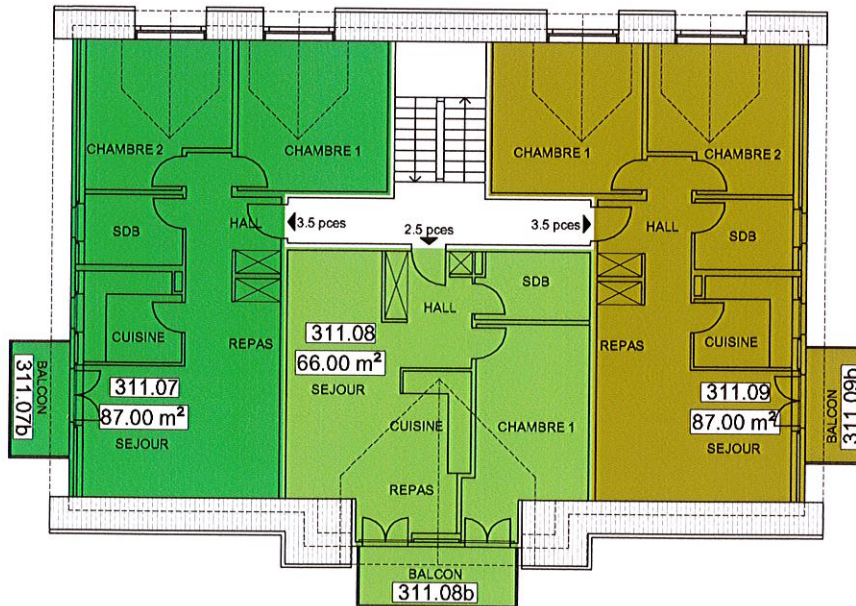 CHAMBRE 2
CHAMBRE 1
CHAMBRE 1
CHAMBRE 2
SDB
HALL
3.5 pces
2.5 pces
3.5 pces
HALL
SDB
CUISINE
REPAS
311.07
87.00 m²
SEJOUR
BALCON
311.07b
HALL
SDB
311.08
66.00 m²
SEJOUR
CUISINE
CHAMBRE 1
REPAS
BALCON
311.08b
REPAS
CUISINE
311.09
87.00 m²
SEJOUR
BALCON
311.09b